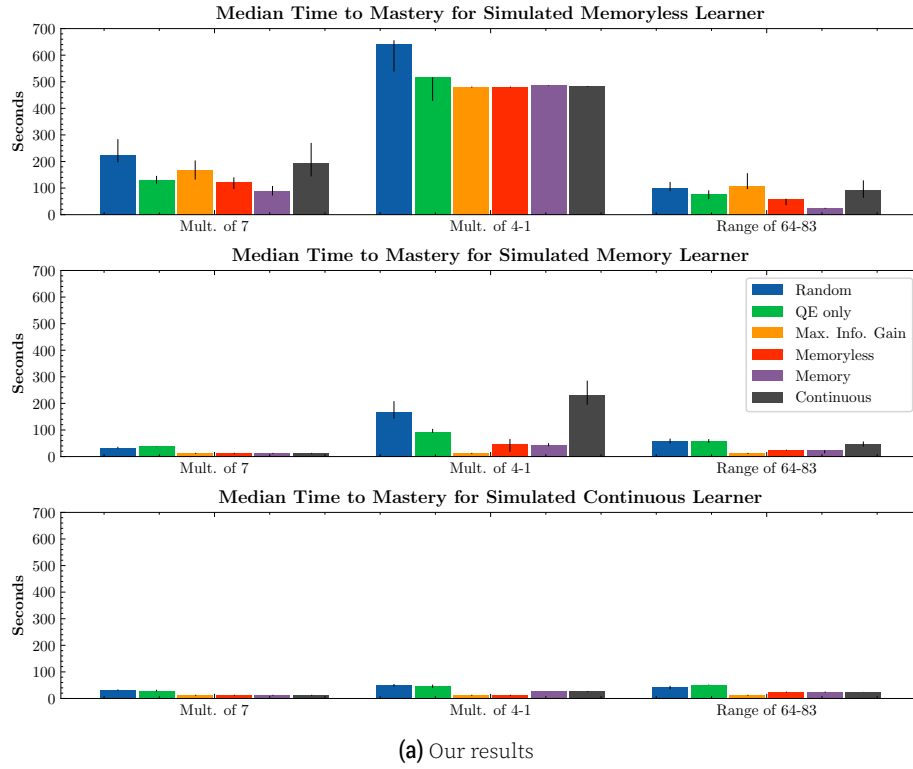 Median Time to Mastery for Simulated Memoryless Learner
700
600
500
400
300
200
100
0
Seconds
Mult. of 7
Mult. of 4-1
Range of 64-83
Median Time to Mastery for Simulated Memory Learner
700
600
500
400
300
200
100
0
Seconds
Random
QE only
Max. Info. Gain
Memoryless
Memory
Continuous
Mult. of 7
Mult. of 4-1
Range of 64-83
Median Time to Mastery for Simulated Continuous Learner
700
600
500
400
300
200
100
0
Seconds
Mult. of 7
Mult. of 4-1
Range of 64-83
(a) Our results